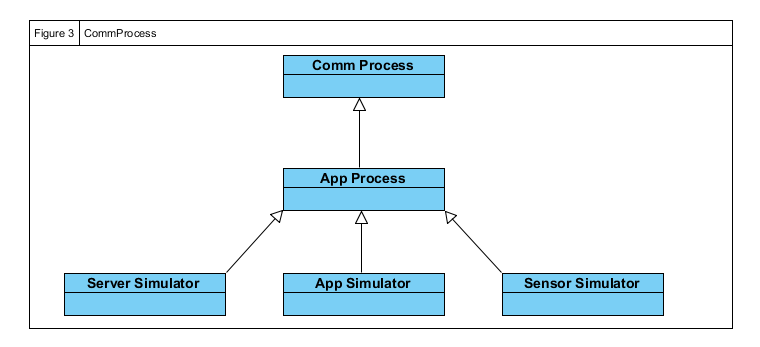 Figure 3 CommProcess
Comm Process
App Process
Server Simulator App Simulator Sensor Simulator